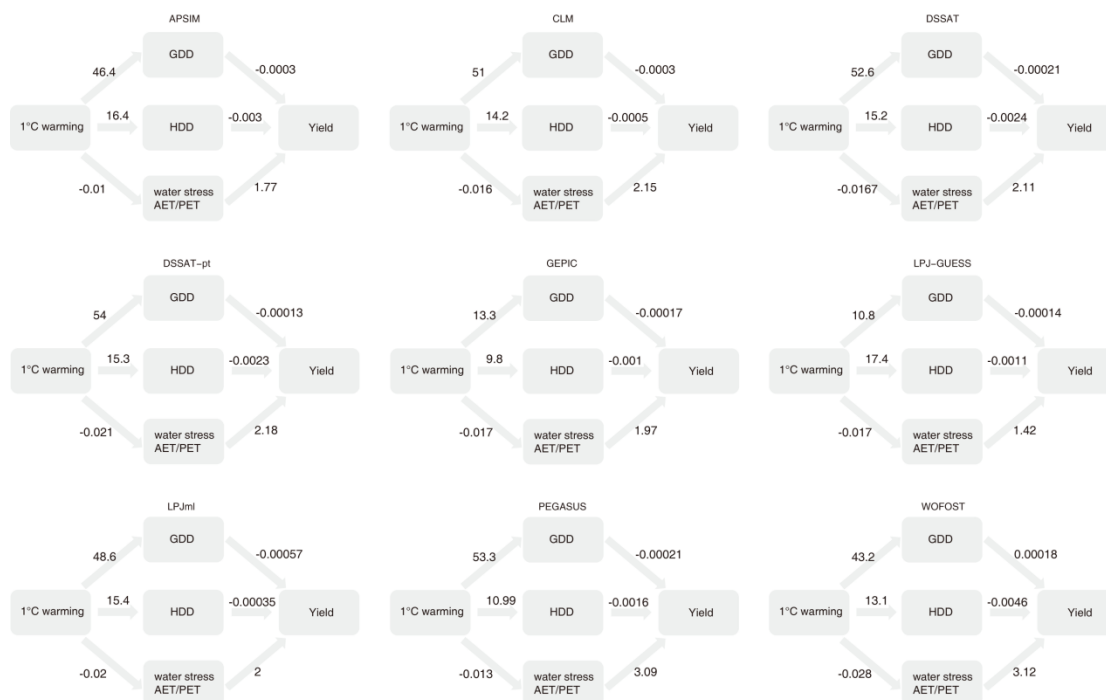 APSIM
GDD
46.4
-0.0003
1°C warming
16.4
HDD
-0.003
Yield
-0.01
water stress
AET/PET
1.77
CLM
GDD
51
-0.0003
1°C warming
14.2
HDD
-0.0005
Yield
-0.016
water stress
AET/PET
2.15
DSSAT
GDD
52.6
-0.00021
1°C warming
15.2
HDD
-0.0024
Yield
-0.0167
water stress
AET/PET
2.11
DSSAT-pt
GDD
54
-0.00013
1°C warming
15.3
HDD
-0.0023
Yield
-0.021
water stress
AET/PET
2.18
GEPIC
GDD
13.3
-0.00017
1°C warming
9.8
HDD
-0.001
Yield
-0.017
water stress
AET/PET
1.97
LPJ-GUESS
GDD
10.8
-0.00014
1°C warming
17.4
HDD
-0.0011
Yield
-0.017
water stress
AET/PET
1.42
LPJml
GDD
48.6
-0.00057
1°C warming
15.4
HDD
-0.00035
Yield
-0.02
water stress
AET/PET
2
PEGASUS
GDD
53.3
-0.00021
1°C warming
10.99
HDD
-0.0016
Yield
-0.013
water stress
AET/PET
3.09
WOFOST
GDD
43.2
0.00018
1°C warming
13.1
HDD
-0.0046
Yield
-0.028
water stress
AET/PET
3.12